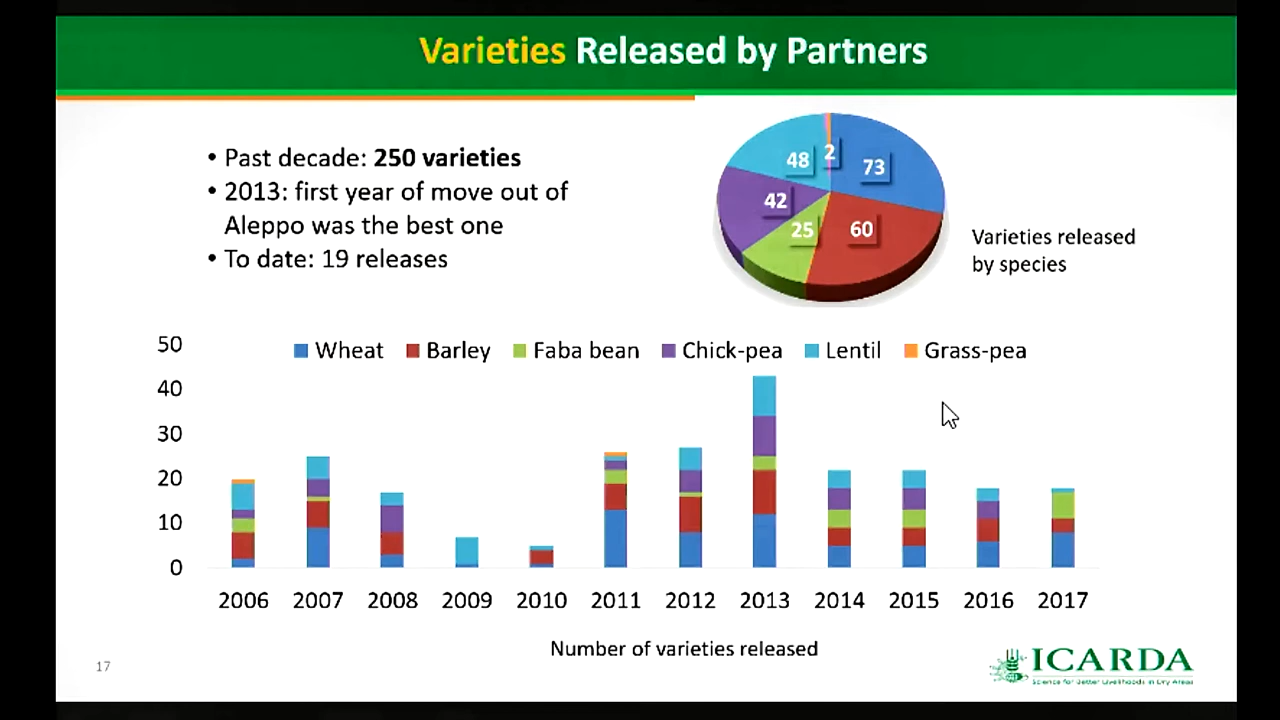 Varieties Released by Partners
• Past decade: 250 varieties
• 2013: first year of move out of
Aleppo was the best one
• To date: 19 releases
48
2
73
42
25
60
Varieties released
by species
Wheat Barley Faba bean Chick-pea Lentil Grass-pea
50
40
30
20
10
0
2006 2007 2008 2009 2010 2011 2012 2013 2014 2015 2016 2017
Number of varieties released
17
ICARDA
Science for Better Livelihoods in Dry Areas